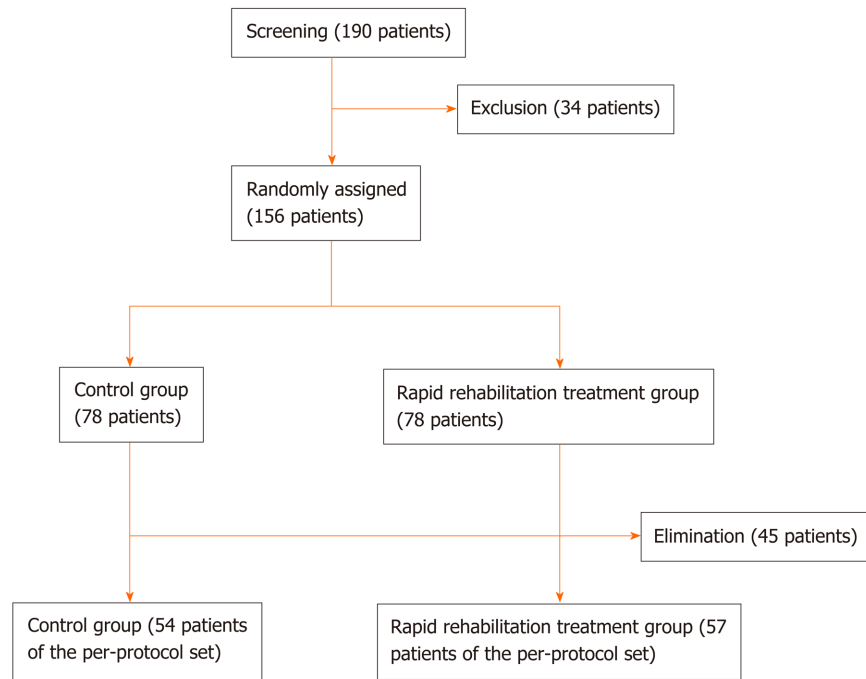 Screening (190 patients)
Exclusion (34 patients)
Randomly assigned
(156 patients)
Control group
(78 patients)
Rapid rehabilitation treatment group
(78 patients)
Elimination (45 patients)
Control group (54 patients
of the per-protocol set)
Rapid rehabilitation treatment group (57
patients of the per-protocol set)